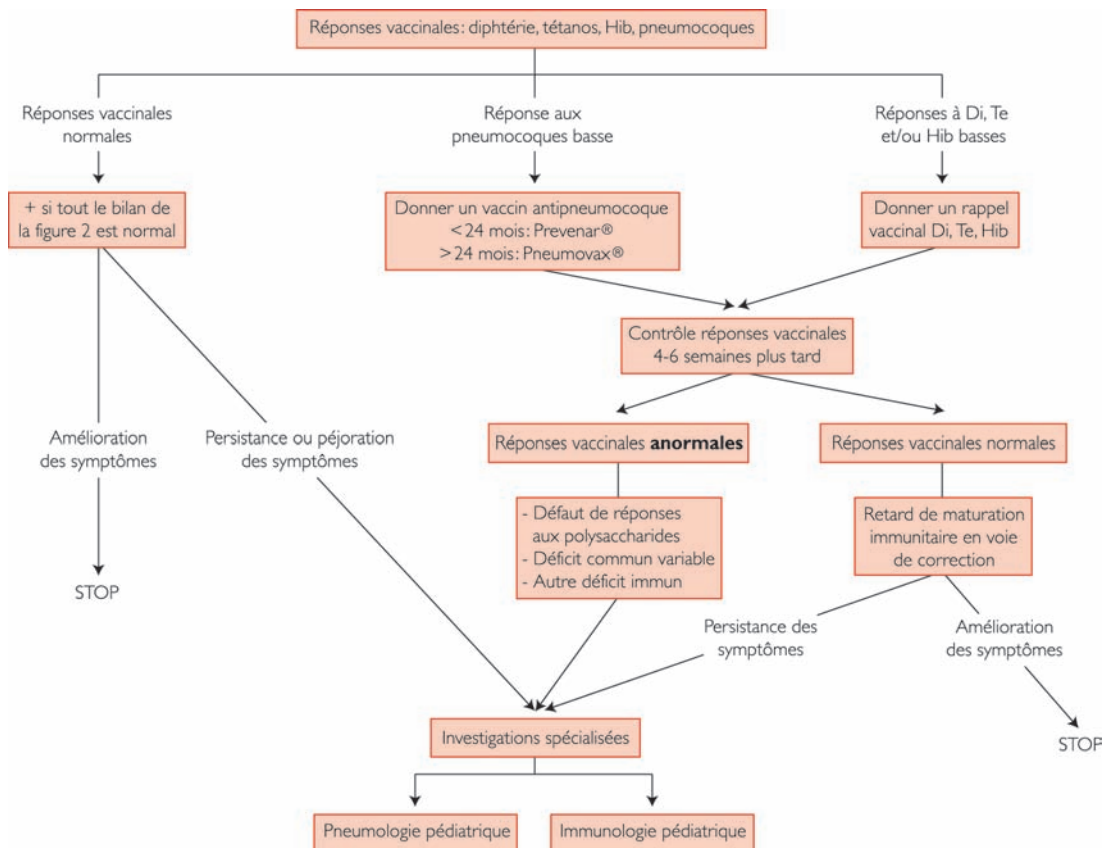 Réponses vaccinales : diphtérie, tétanos, Hib, pneumocoques
Réponses vaccinales
normales
Réponse aux
pneumocoques basse
Réponses à Di, Te
et/ou Hib basses
+ si tout le bilan de
la figure 2 est normal
Donner un vaccin antipneumocoque
< 24 mois : Prevenar®
> 24 mois : Pneumovax®
Donner un rappel
vaccinal Di, Te, Hib
Contrôle réponses vaccinales
4-6 semaines plus tard
Amélioration
des symptômes
Persistance ou péjoration
des symptômes
Réponses vaccinales anormales
Réponses vaccinales normales
- Défaut de réponses
aux polysaccharides
- Déficit commun variable
- Autre déficit immun
Retard de maturation
immunitaire en voie
de correction
STOP
Persistance des
symptômes
Amélioration
des symptômes
Investigations spécialisées
STOP
Pneumologie pédiatrique
Immunologie pédiatrique